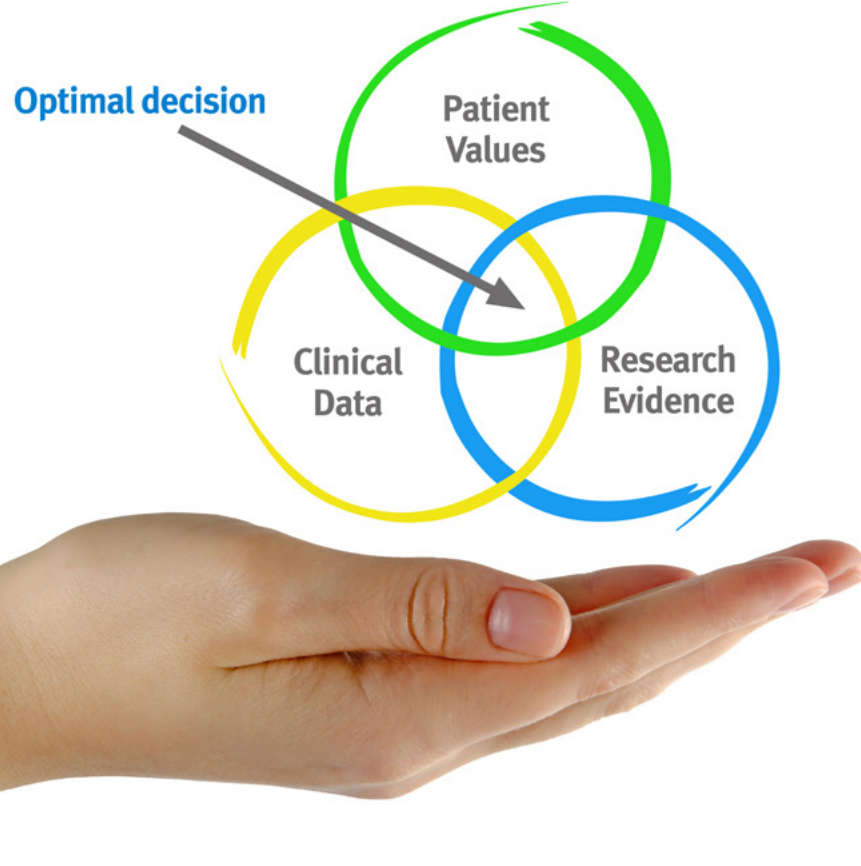 Optimal decision
Patient
Values
Clinical
Data
Research
Evidence